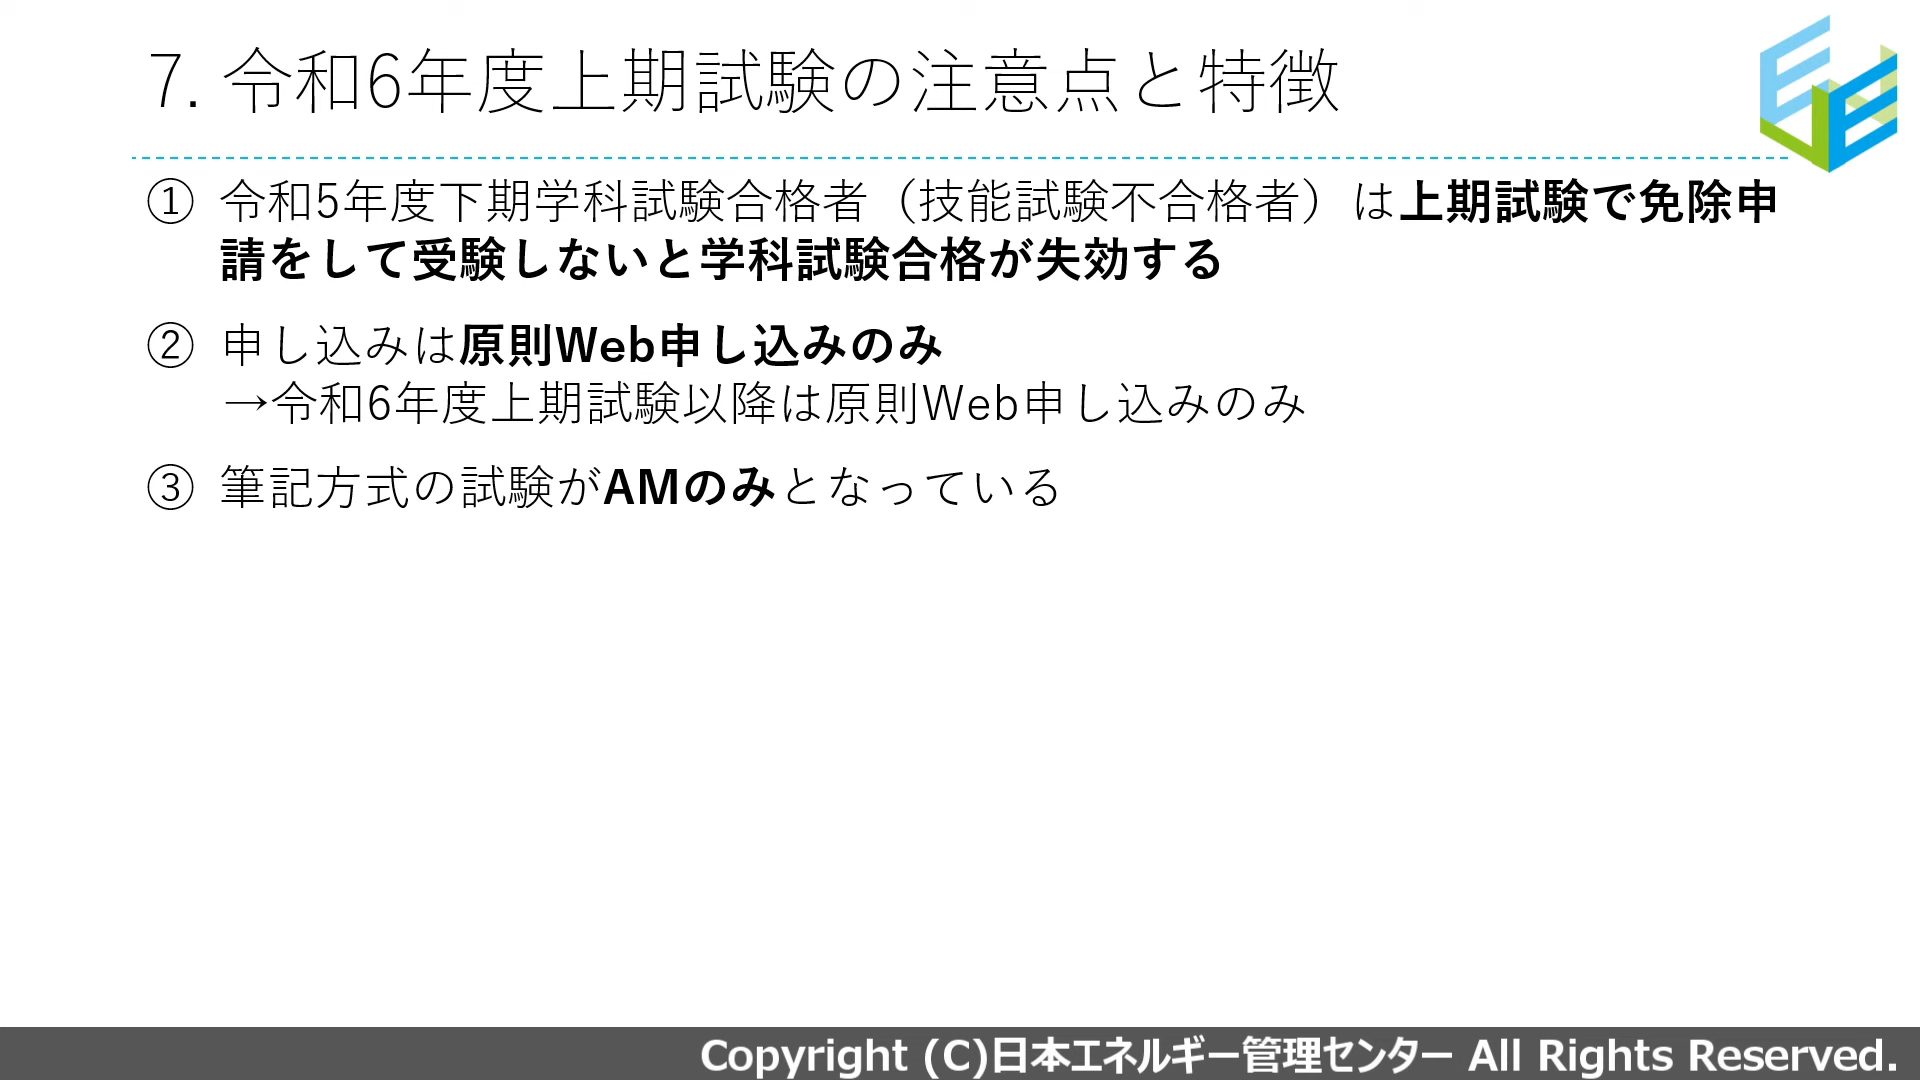 7. 令和6年度上期試験の注意点と特徴
① 令和5年度下期学科試験合格者（技能試験不合格者）は上期試験で免除申
請をして受験しないと学科試験合格が失効する
② 申し込みは原則Web申し込みのみ
→令和6年度上期試験以降は原則Web申し込みのみ
③ 筆記方式の試験がAMのみとなっている
Copyright (C)日本エネルギー管理センター All Rights Reserved.